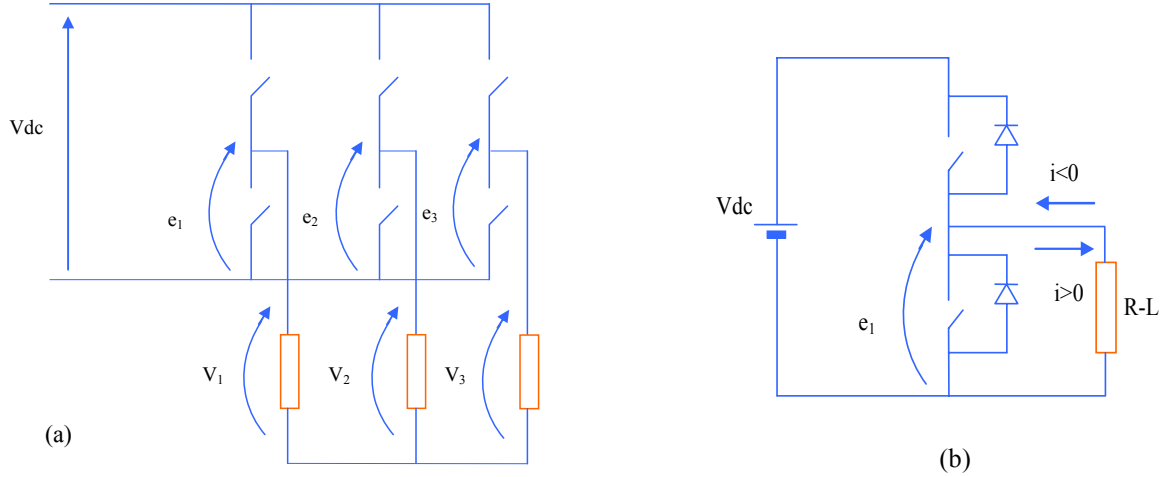 Vdc
e₁
e₂
e₃
V₁
V₂
V₃
(a)
Vdc
i<0
i>0
e₁
R-L
(b)